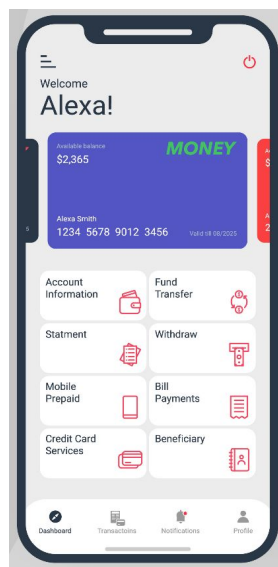 Welcome
Alexa!
Available balance
MONEY
$2,365
Alexa Smith
1234 5678 9012 3456
Valid till 08/2025
Account
Information
Fund
Transfer
Statment
Withdraw
Mobile
Prepaid
Bill
Payments
Credit Card
Services
Beneficiary
Dashboard
Transactoins
Notifications
Profile